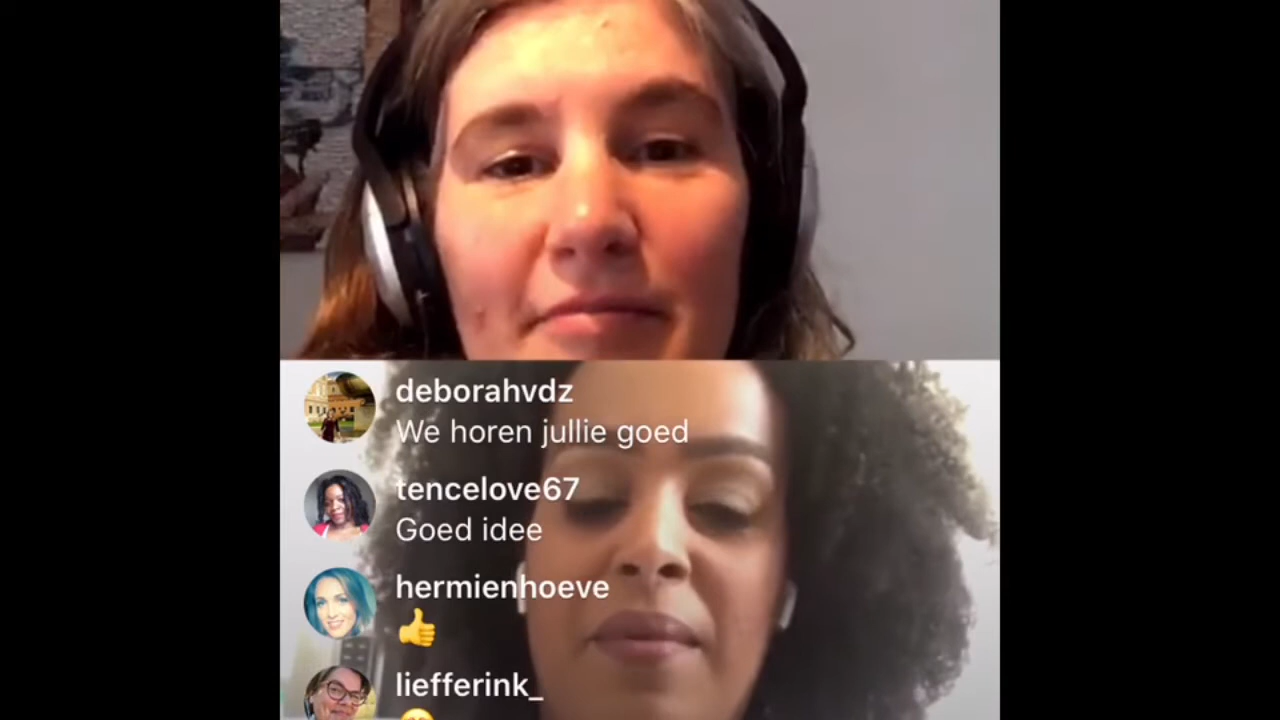 deborahvdz
We horen jullie goed
tencelove67
Goed idee
hermienhoeve
👍
liefferink_